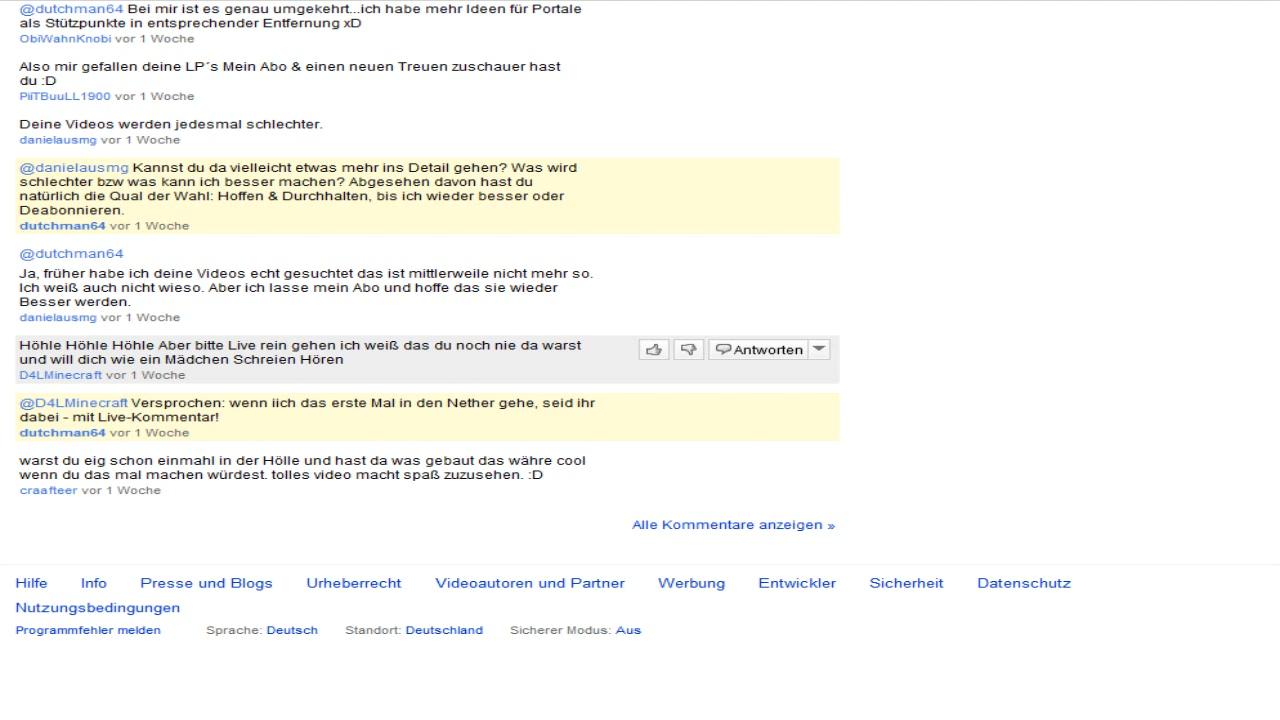 @dutchman64 Bei mir ist es genau umgekehrt...ich habe mehr Ideen für Portale
als Stützpunkte in entsprechender Entfernung xD
ObiWahnKnobi vor 1 Woche
Also mir gefallen deine LP´s Mein Abo & einen neuen Treuen zuschauer hast
du :D
PiiTBuuLL1900 vor 1 Woche
Deine Videos werden jedesmal schlechter.
danielausmg vor 1 Woche
@danielausmg Kannst du da vielleicht etwas mehr ins Detail gehen? Was wird
schlechter bzw was kann ich besser machen? Abgesehen davon hast du
natürlich die Qual der Wahl: Hoffen & Durchhalten, bis ich wieder besser oder
Deabonnieren.
dutchman64 vor 1 Woche
@dutchman64
Ja, früher habe ich deine Videos echt gesuchtet das ist mittlerweile nicht mehr so.
Ich weiß auch nicht wieso. Aber ich lasse mein Abo und hoffe das sie wieder
Besser werden.
danielausmg vor 1 Woche
Höhle Höhle Höhle Aber bitte Live rein gehen ich weiß das du noch nie da warst
und will dich wie ein Mädchen Schreien Hören
Antworten
D4LMinecraft vor 1 Woche
@D4LMinecraft Versprochen: wenn iich das erste Mal in den Nether gehe, seid ihr
dabei - mit Live-Kommentar!
dutchman64 vor 1 Woche
warst du eig schon einmahl in der Hölle und hast da was gebaut das währe cool
wenn du das mal machen würdest. tolles video macht spaß zuzusehen. :D
craafteer vor 1 Woche
Alle Kommentare anzeigen »
Hilfe Info Presse und Blogs Urheberrecht Videoautoren und Partner Werbung Entwickler Sicherheit Datenschutz
Nutzungsbedingungen
Programmfehler melden Sprache: Deutsch Standort: Deutschland Sicherer Modus: Aus